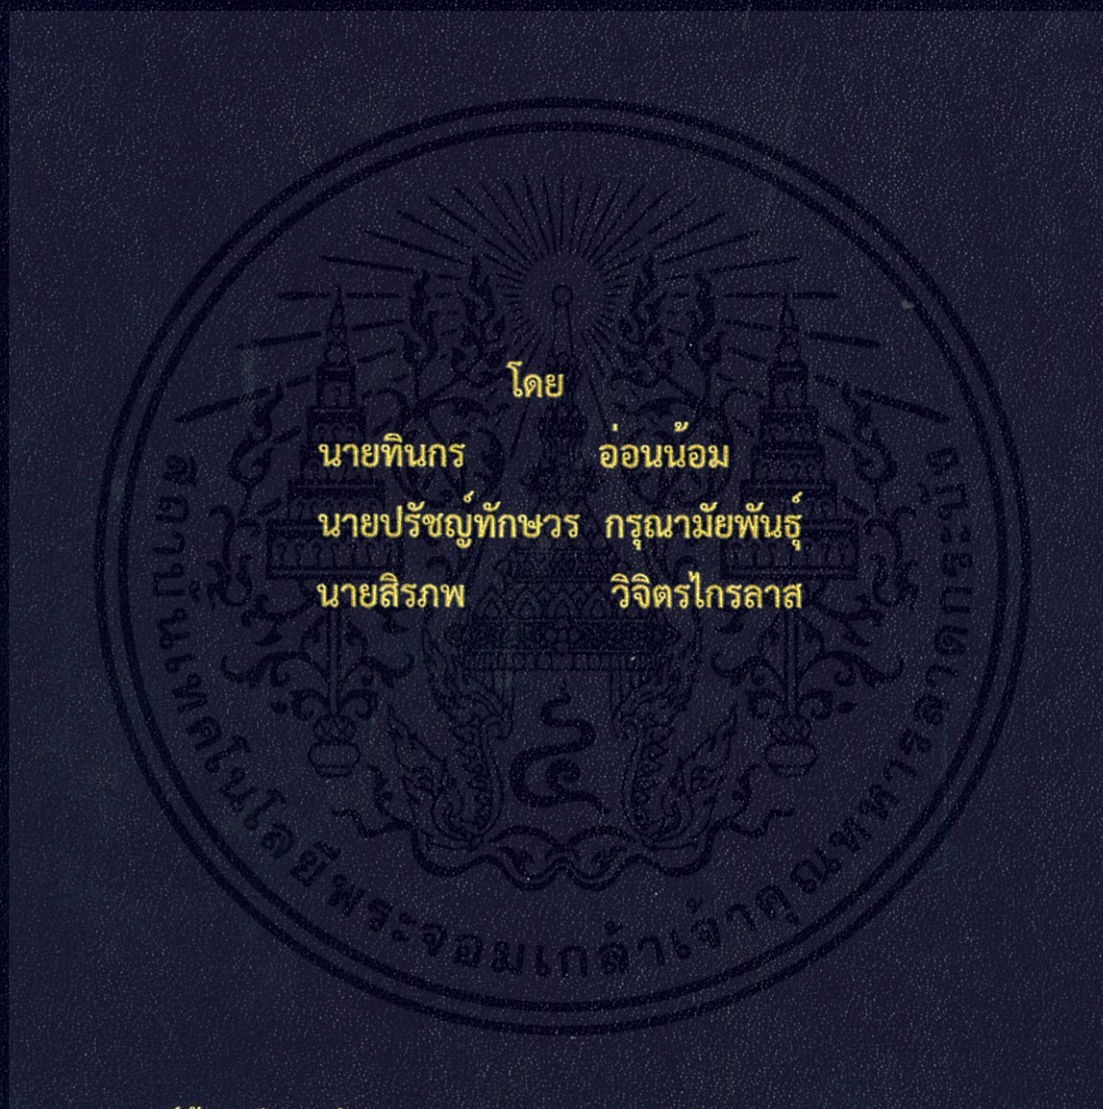 โดย
นายทินกร อ่อนน้อม
นายปรัชญ์ทักษวร กรุณามัยพันธุ์
นายสิรภพ วิจิตรไกรลาส
สถาบันเทคโนโลยีพระจอมเกล้าเจ้าคุณทหารลาดกระบัง